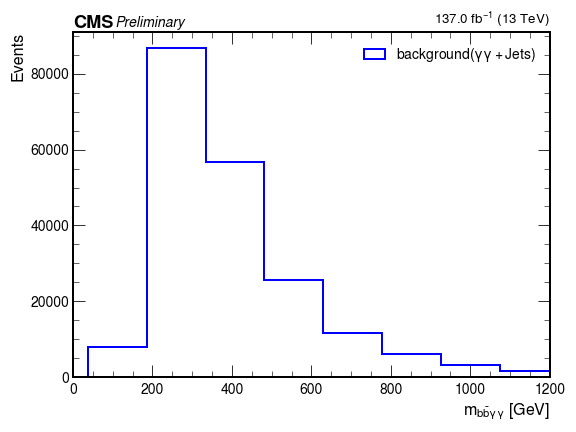 CMS Preliminary 137.0 fb⁻¹ (13 TeV)
Events
background(γγ + Jets)
80000
60000
40000
20000
0
0 200 400 600 800 1000 1200
m_{bb̄γγ} [GeV]